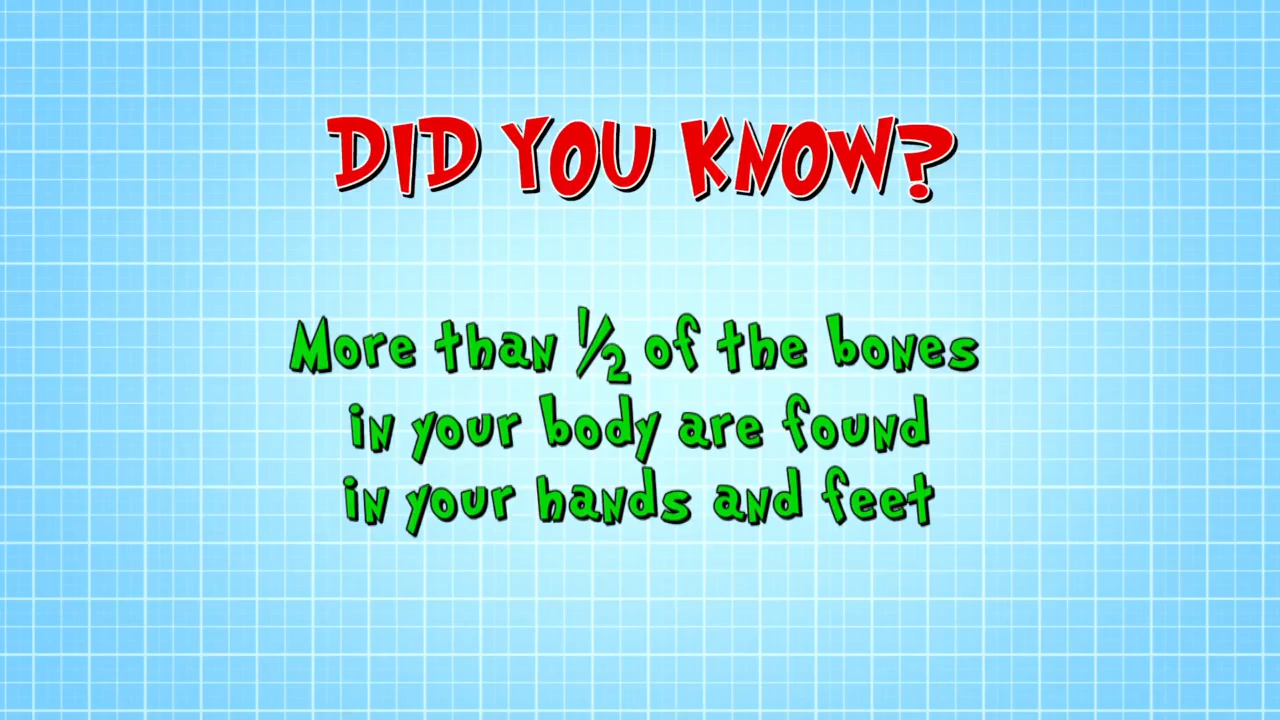 DID YOU KNOW?
More than ½ of the bones
in your body are found
in your hands and feet